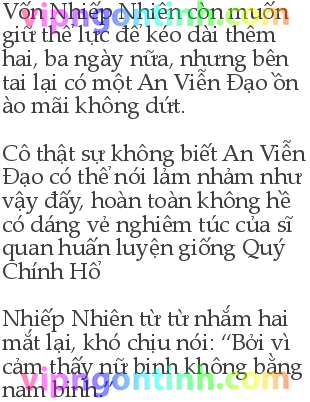 Vốn Nhiếp Nhiên còn muốn
giữ thể lực để kéo dài thêm
hai, ba ngày nữa, nhưng bên
tai lại có một An Viễn Đạo ồn
ào mãi không dứt.
Cô thật sự không biết An Viễn
Đạo có thể nói lảm nhảm như
vậy đấy, hoàn toàn không hề
có dáng vẻ nghiêm túc của sĩ
quan huấn luyện giống Quý
Chính Hổ
Nhiếp Nhiên từ từ nhắm hai
mắt lại, khó chịu nói: “Bởi vì
cảm thấy nữ binh không bằng
nam binh.”
vipngontinh.com
vipngontinh.com